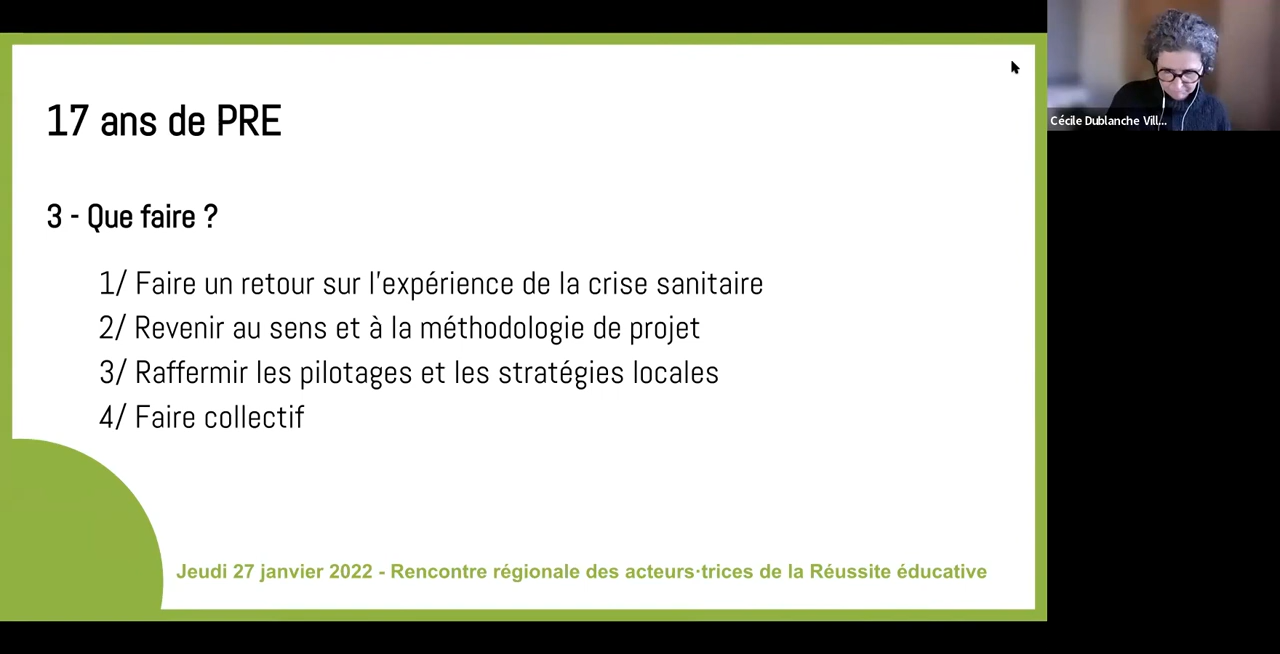 17 ans de PRE
3 - Que faire ?
1/ Faire un retour sur l'expérience de la crise sanitaire
2/ Revenir au sens et à la méthodologie de projet
3/ Raffermir les pilotages et les stratégies locales
4/ Faire collectif
Jeudi 27 janvier 2022 - Rencontre régionale des acteurs·trices de la Réussite éducative
Cécile Dublanche Vill...